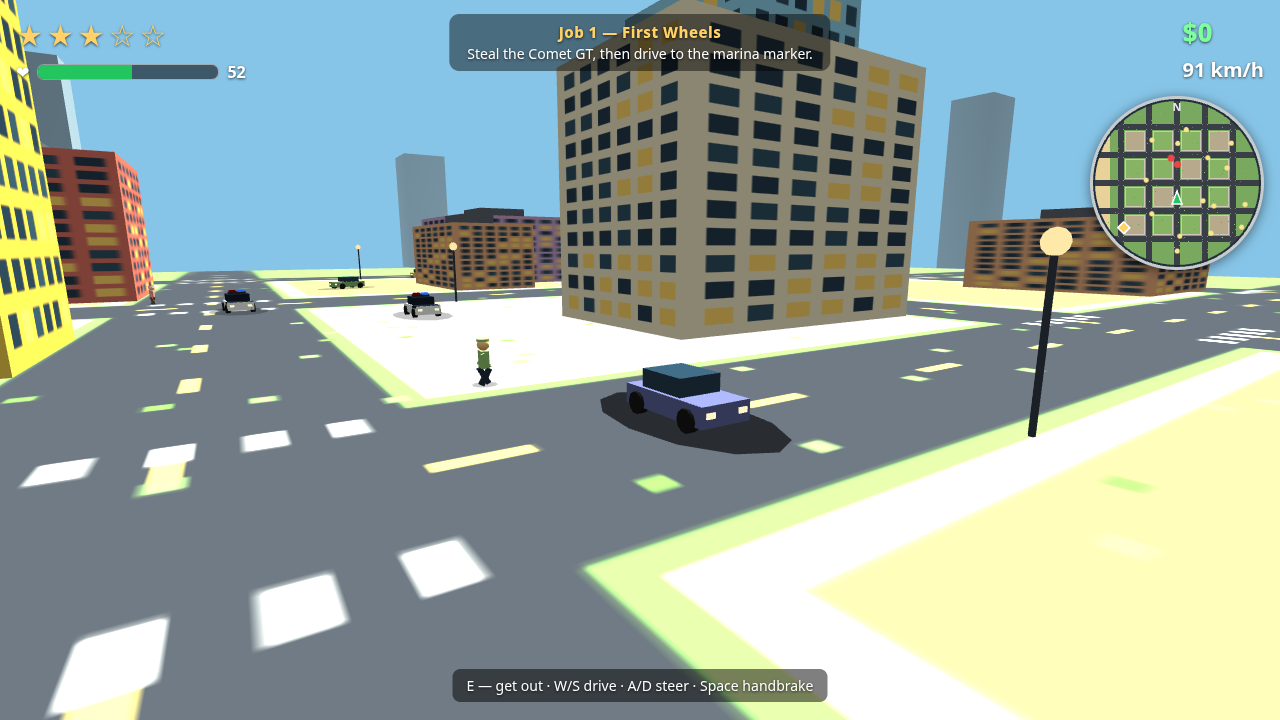 Job 1 — First Wheels
Steal the Comet GT, then drive to the marina marker.
52
$0
91 km/h
N
E — get out · W/S drive · A/D steer · Space handbrake